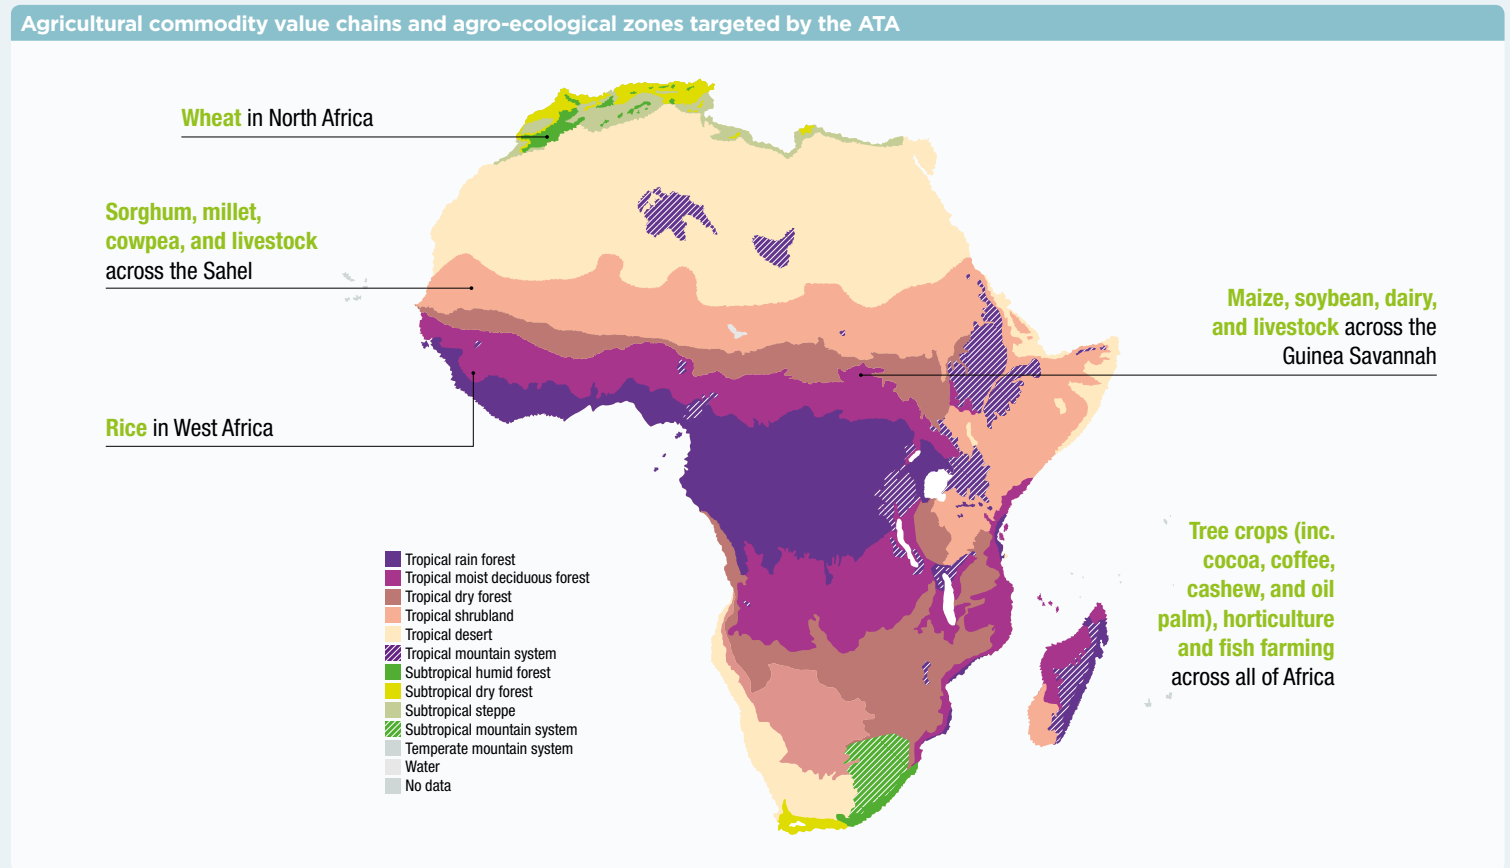 Agricultural commodity value chains and agro-ecological zones targeted by the ATA
Wheat in North Africa
Sorghum, millet,
cowpea, and livestock
across the Sahel
Maize, soybean, dairy,
and livestock across the
Guinea Savannah
Rice in West Africa
Tree crops (inc.
cocoa, coffee,
cashew, and oil
palm), horticulture
and fish farming
across all of Africa
Tropical rain forest
Tropical moist deciduous forest
Tropical dry forest
Tropical shrubland
Tropical desert
Tropical mountain system
Subtropical humid forest
Subtropical dry forest
Subtropical steppe
Subtropical mountain system
Temperate mountain system
Water
No data